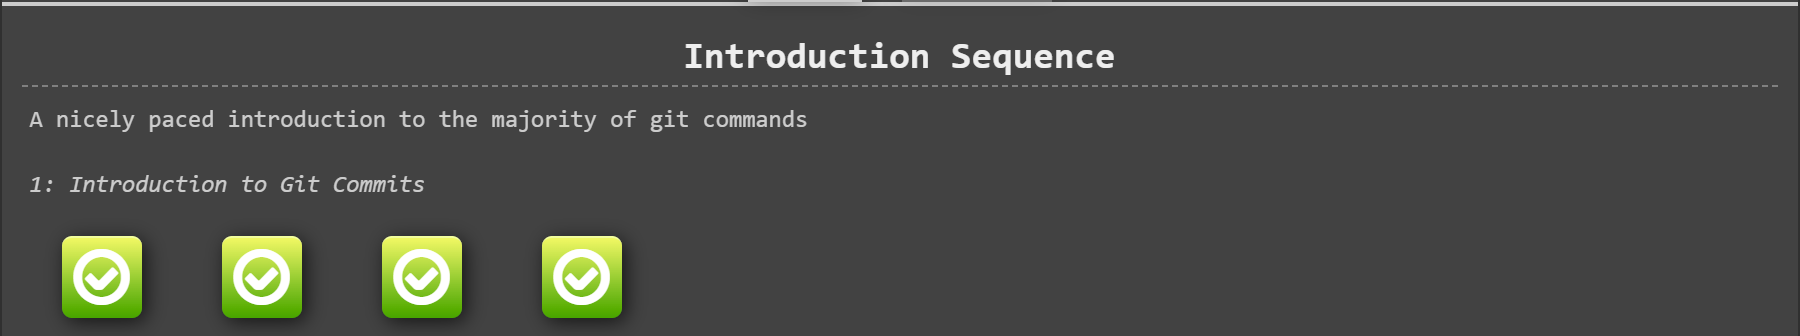 Introduction Sequence
A nicely paced introduction to the majority of git commands
1: Introduction to Git Commits